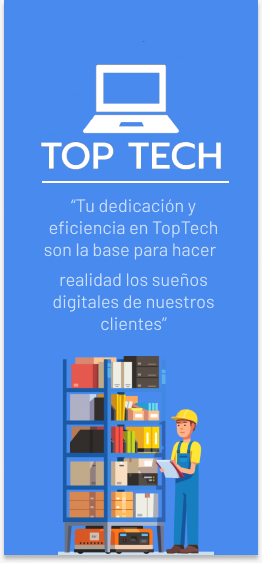 TOP TECH
“Tu dedicación y
eficiencia en TopTech
son la base para hacer
realidad los sueños
digitales de nuestros
clientes”